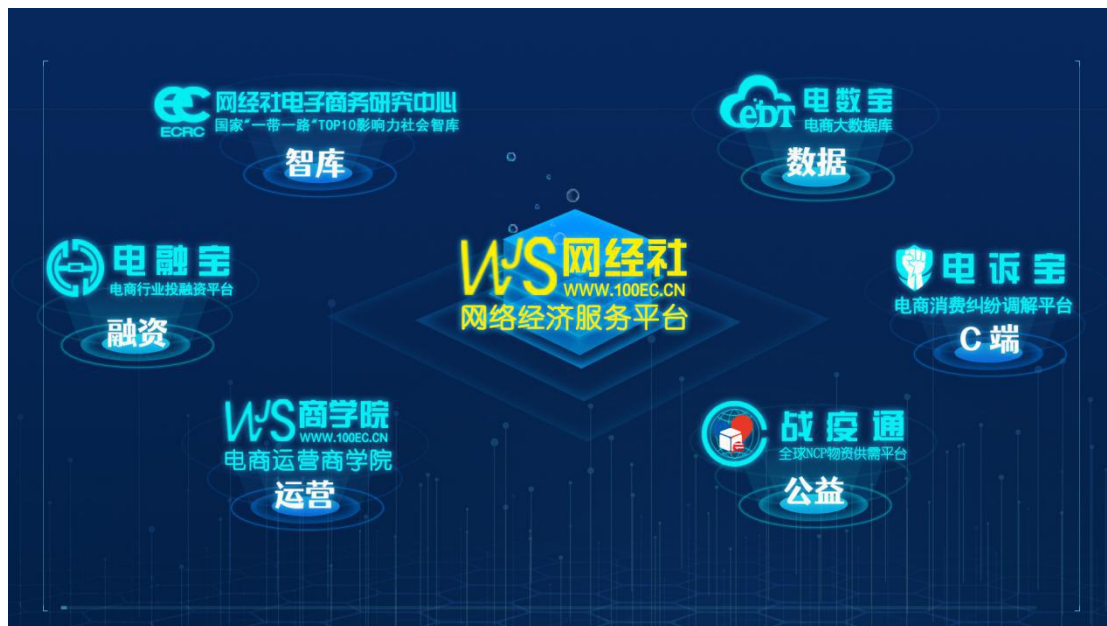 ECRC
网经社电子商务研究中心
国家“一带一路”TOP10影响力社会智库
智库
eDT
电数宝
电商大数据库
数据
电融宝
电商行业投融资平台
融资
WJS网经社
WWW.100EC.CN
网络经济服务平台
电诉宝
电商消费纠纷调解平台
C端
WJS商学院
WWW.100EC.CN
电商运营商学院
运营
战疫通
全球NCP物资供需平台
公益